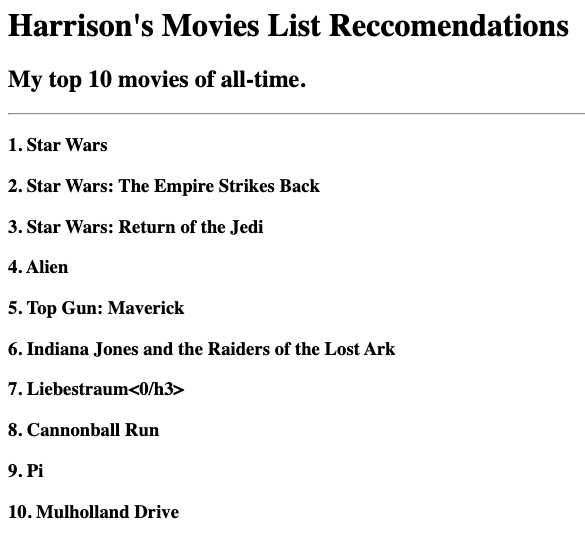 Harrison's Movies List Reccomendations
My top 10 movies of all-time.
1. Star Wars
2. Star Wars: The Empire Strikes Back
3. Star Wars: Return of the Jedi
4. Alien
5. Top Gun: Maverick
6. Indiana Jones and the Raiders of the Lost Ark
7. Liebestraum<0/h3>
8. Cannonball Run
9. Pi
10. Mulholland Drive